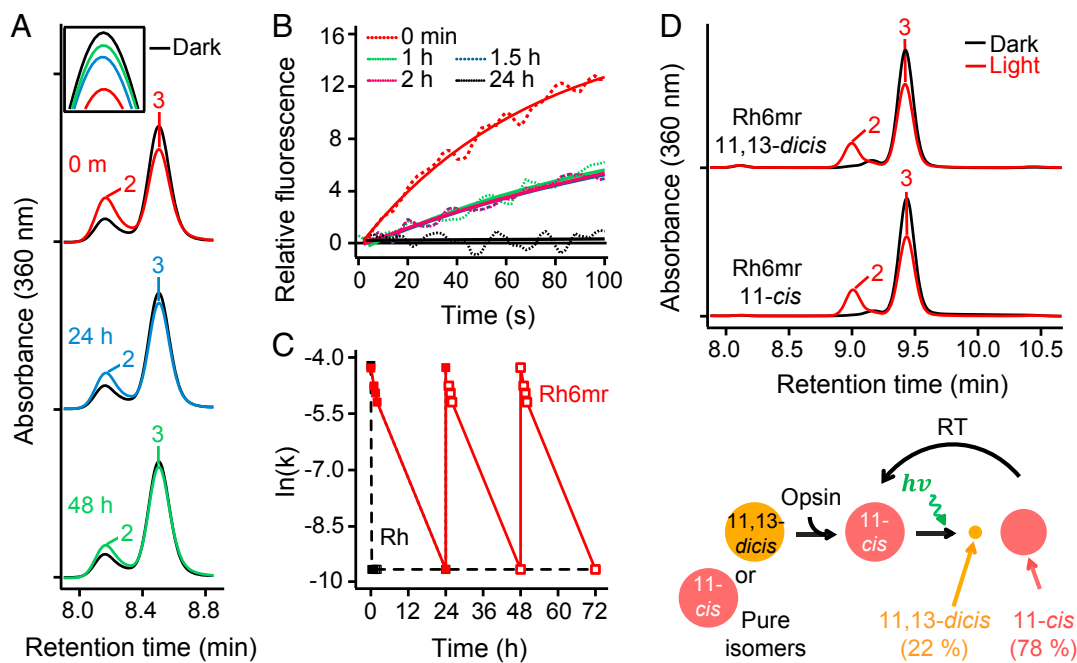 A
Absorbance (360 nm)
Dark
3
0 m
2
3
24 h
2
3
48 h
2
8.0
8.5
8.8
Retention time (min)
B
Relative fluorescence
16
12
8
4
0
0 min
1 h
1.5 h
2 h
24 h
0
20
40
60
80
100
Time (s)
C
ln(k)
-4.0
-5.5
-7.0
-8.5
-10
Rh6mr
Rh
0
12
24
36
48
60
72
Time (h)
D
Absorbance (360 nm)
3
Dark
Light
Rh6mr
11,13-dicis
2
3
Rh6mr
11-cis
2
8.0
9.0
9.5
10.0
10.5
Retention time (min)
RT
Opsin
hν
11,13-
dicis
11-
cis
or
11-
cis
Pure
isomers
11,13-dicis
(22 %)
11-cis
(78 %)